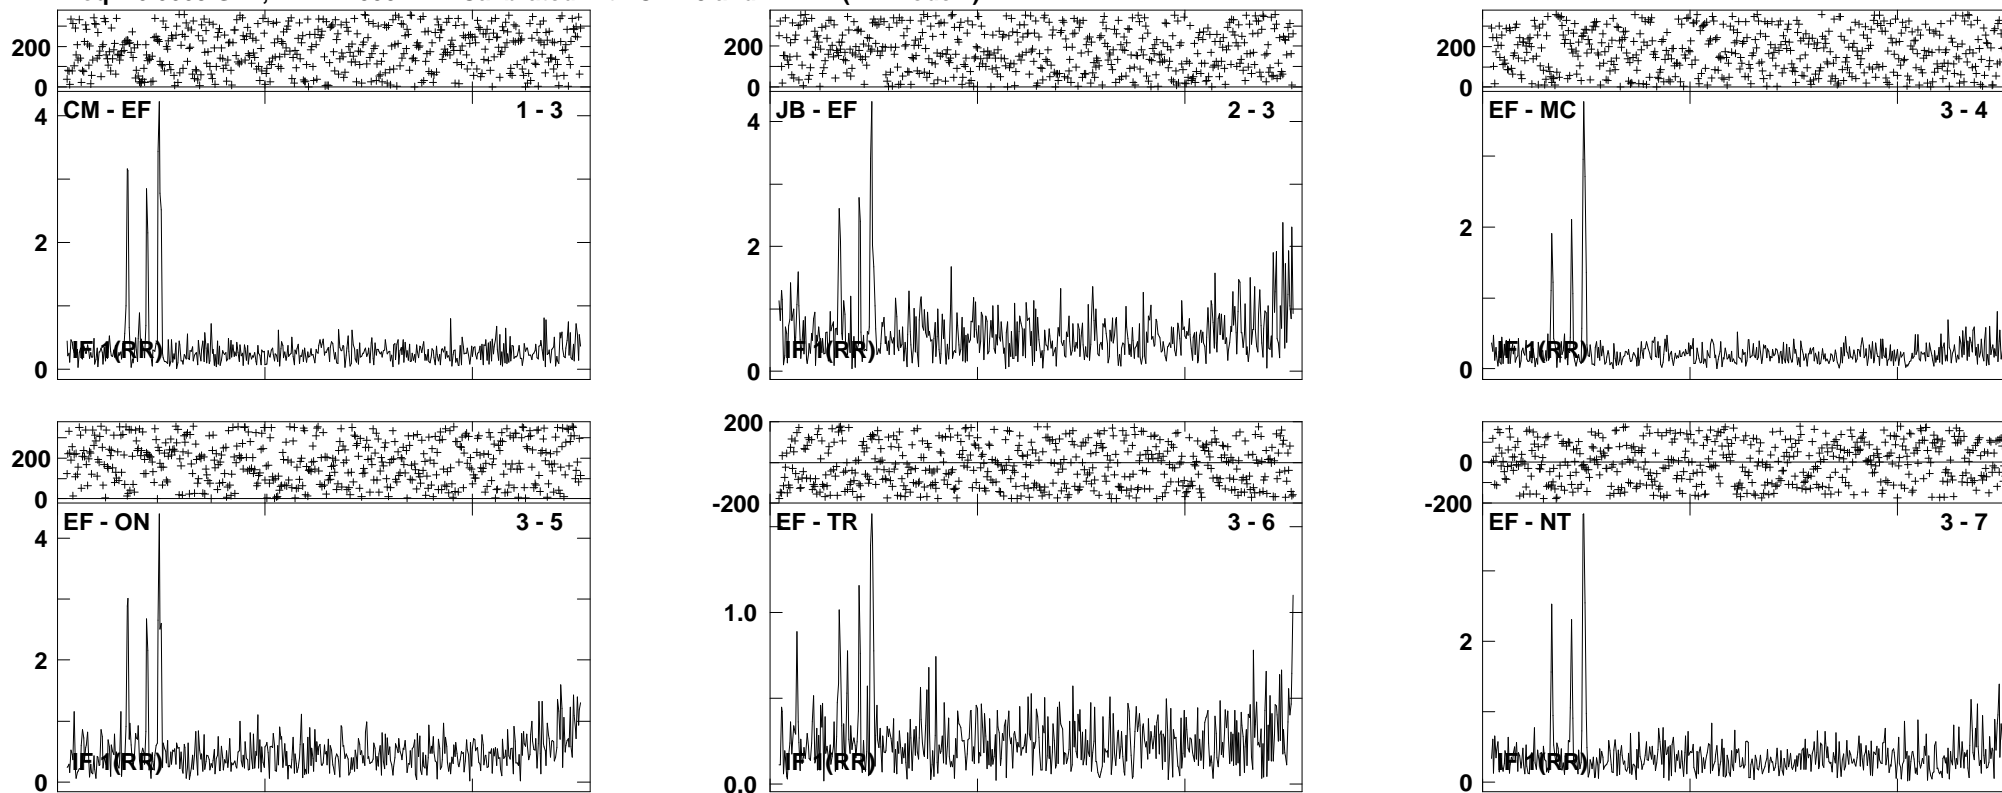 200
0
CM - EF
1 - 3
4
2
0
IF 1(RR)
200
0
JB - EF
2 - 3
4
2
0
IF 1(RR)
200
0
EF - MC
3 - 4
2
0
IF 1(RR)
200
0
EF - ON
3 - 5
4
2
0
IF 1(RR)
200
-200
EF - TR
3 - 6
1.0
0.0
IF 1(RR)
0
-200
EF - NT
3 - 7
2
0
IF 1(RR)